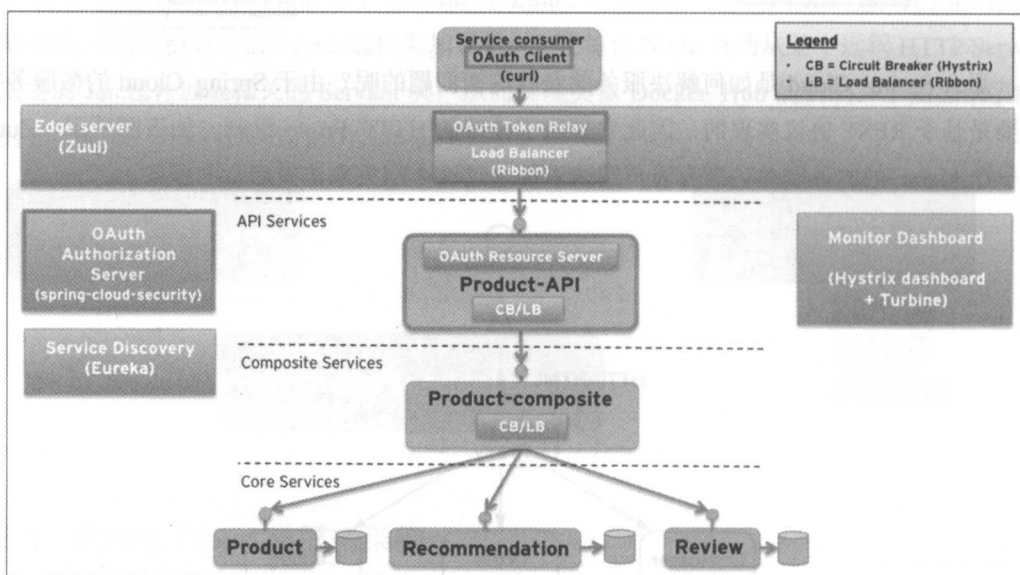 Service consumer
OAuth Client
(curl)
Legend
• CB = Circuit Breaker (Hystrix)
• LB = Load Balancer (Ribbon)
Edge server
(Zuul)
OAuth Token Relay
Load Balancer
(Ribbon)
API Services
OAuth
Authorization
Server
(spring-cloud-security)
OAuth Resource Server
Product-API
CB/LB
Monitor Dashboard
(Hystrix dashboard
+ Turbine)
Service Discovery
(Eureka)
Composite Services
Product-composite
CB/LB
Core Services
Product
Recommendation
Review